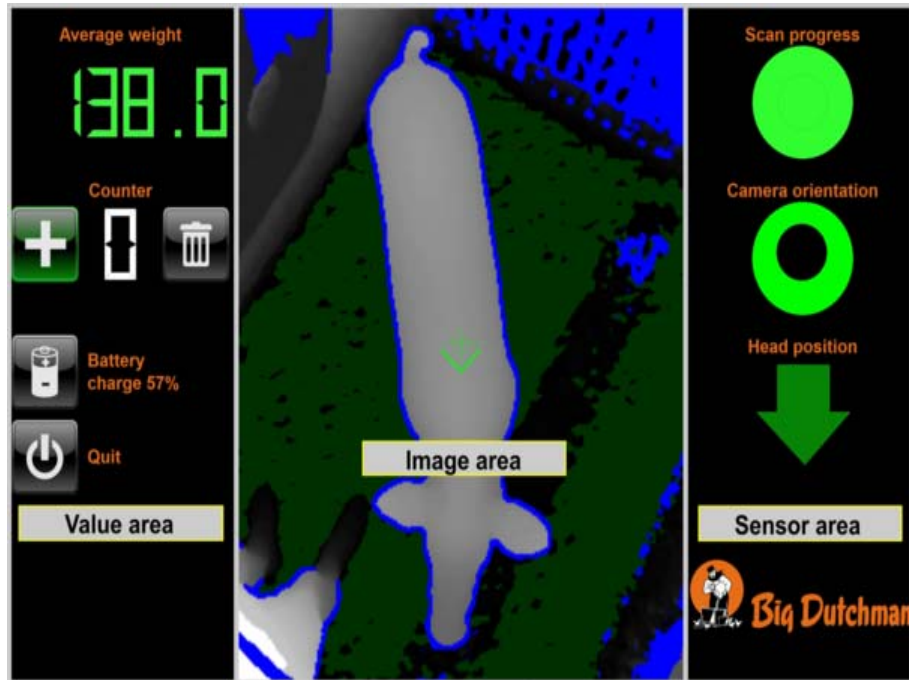 Average weight
138.0
Counter
0
Battery
charge 57%
Quit
Value area
Image area
Scan progress
Camera orientation
Head position
Sensor area
Big Dutchman